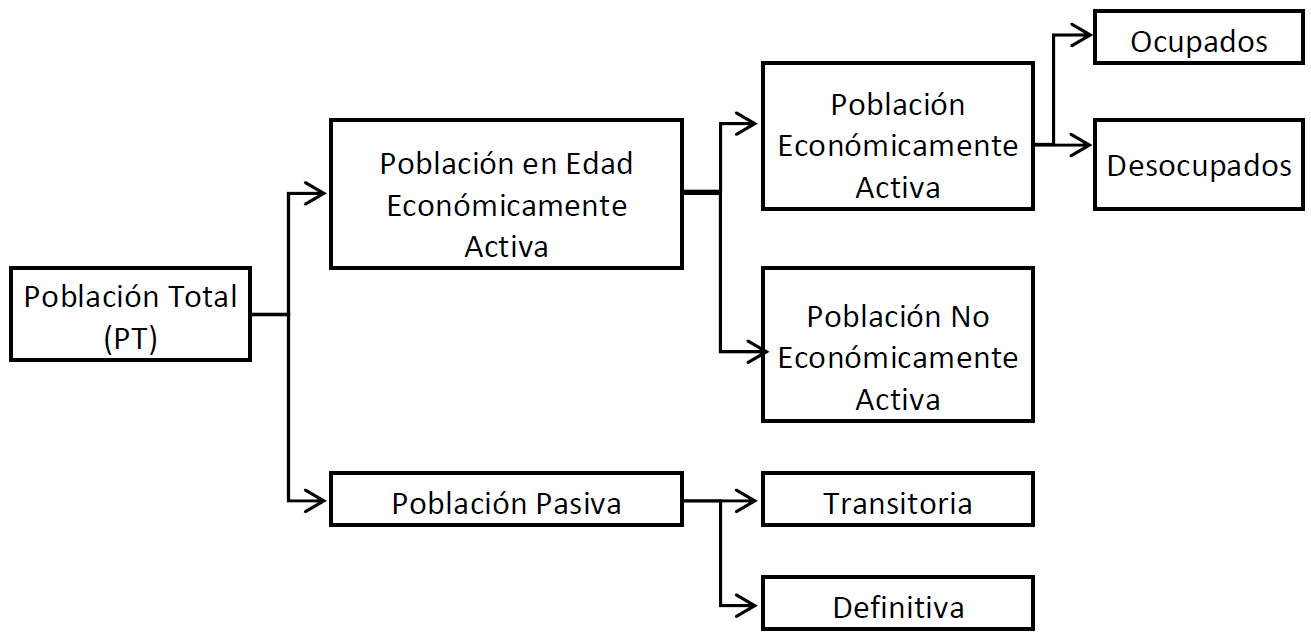 Población Total
(PT)
Población en Edad
Económicamente
Activa
Población Pasiva
Población
Económicamente
Activa
Población No
Económicamente
Activa
Transitoria
Definitiva
Ocupados
Desocupados